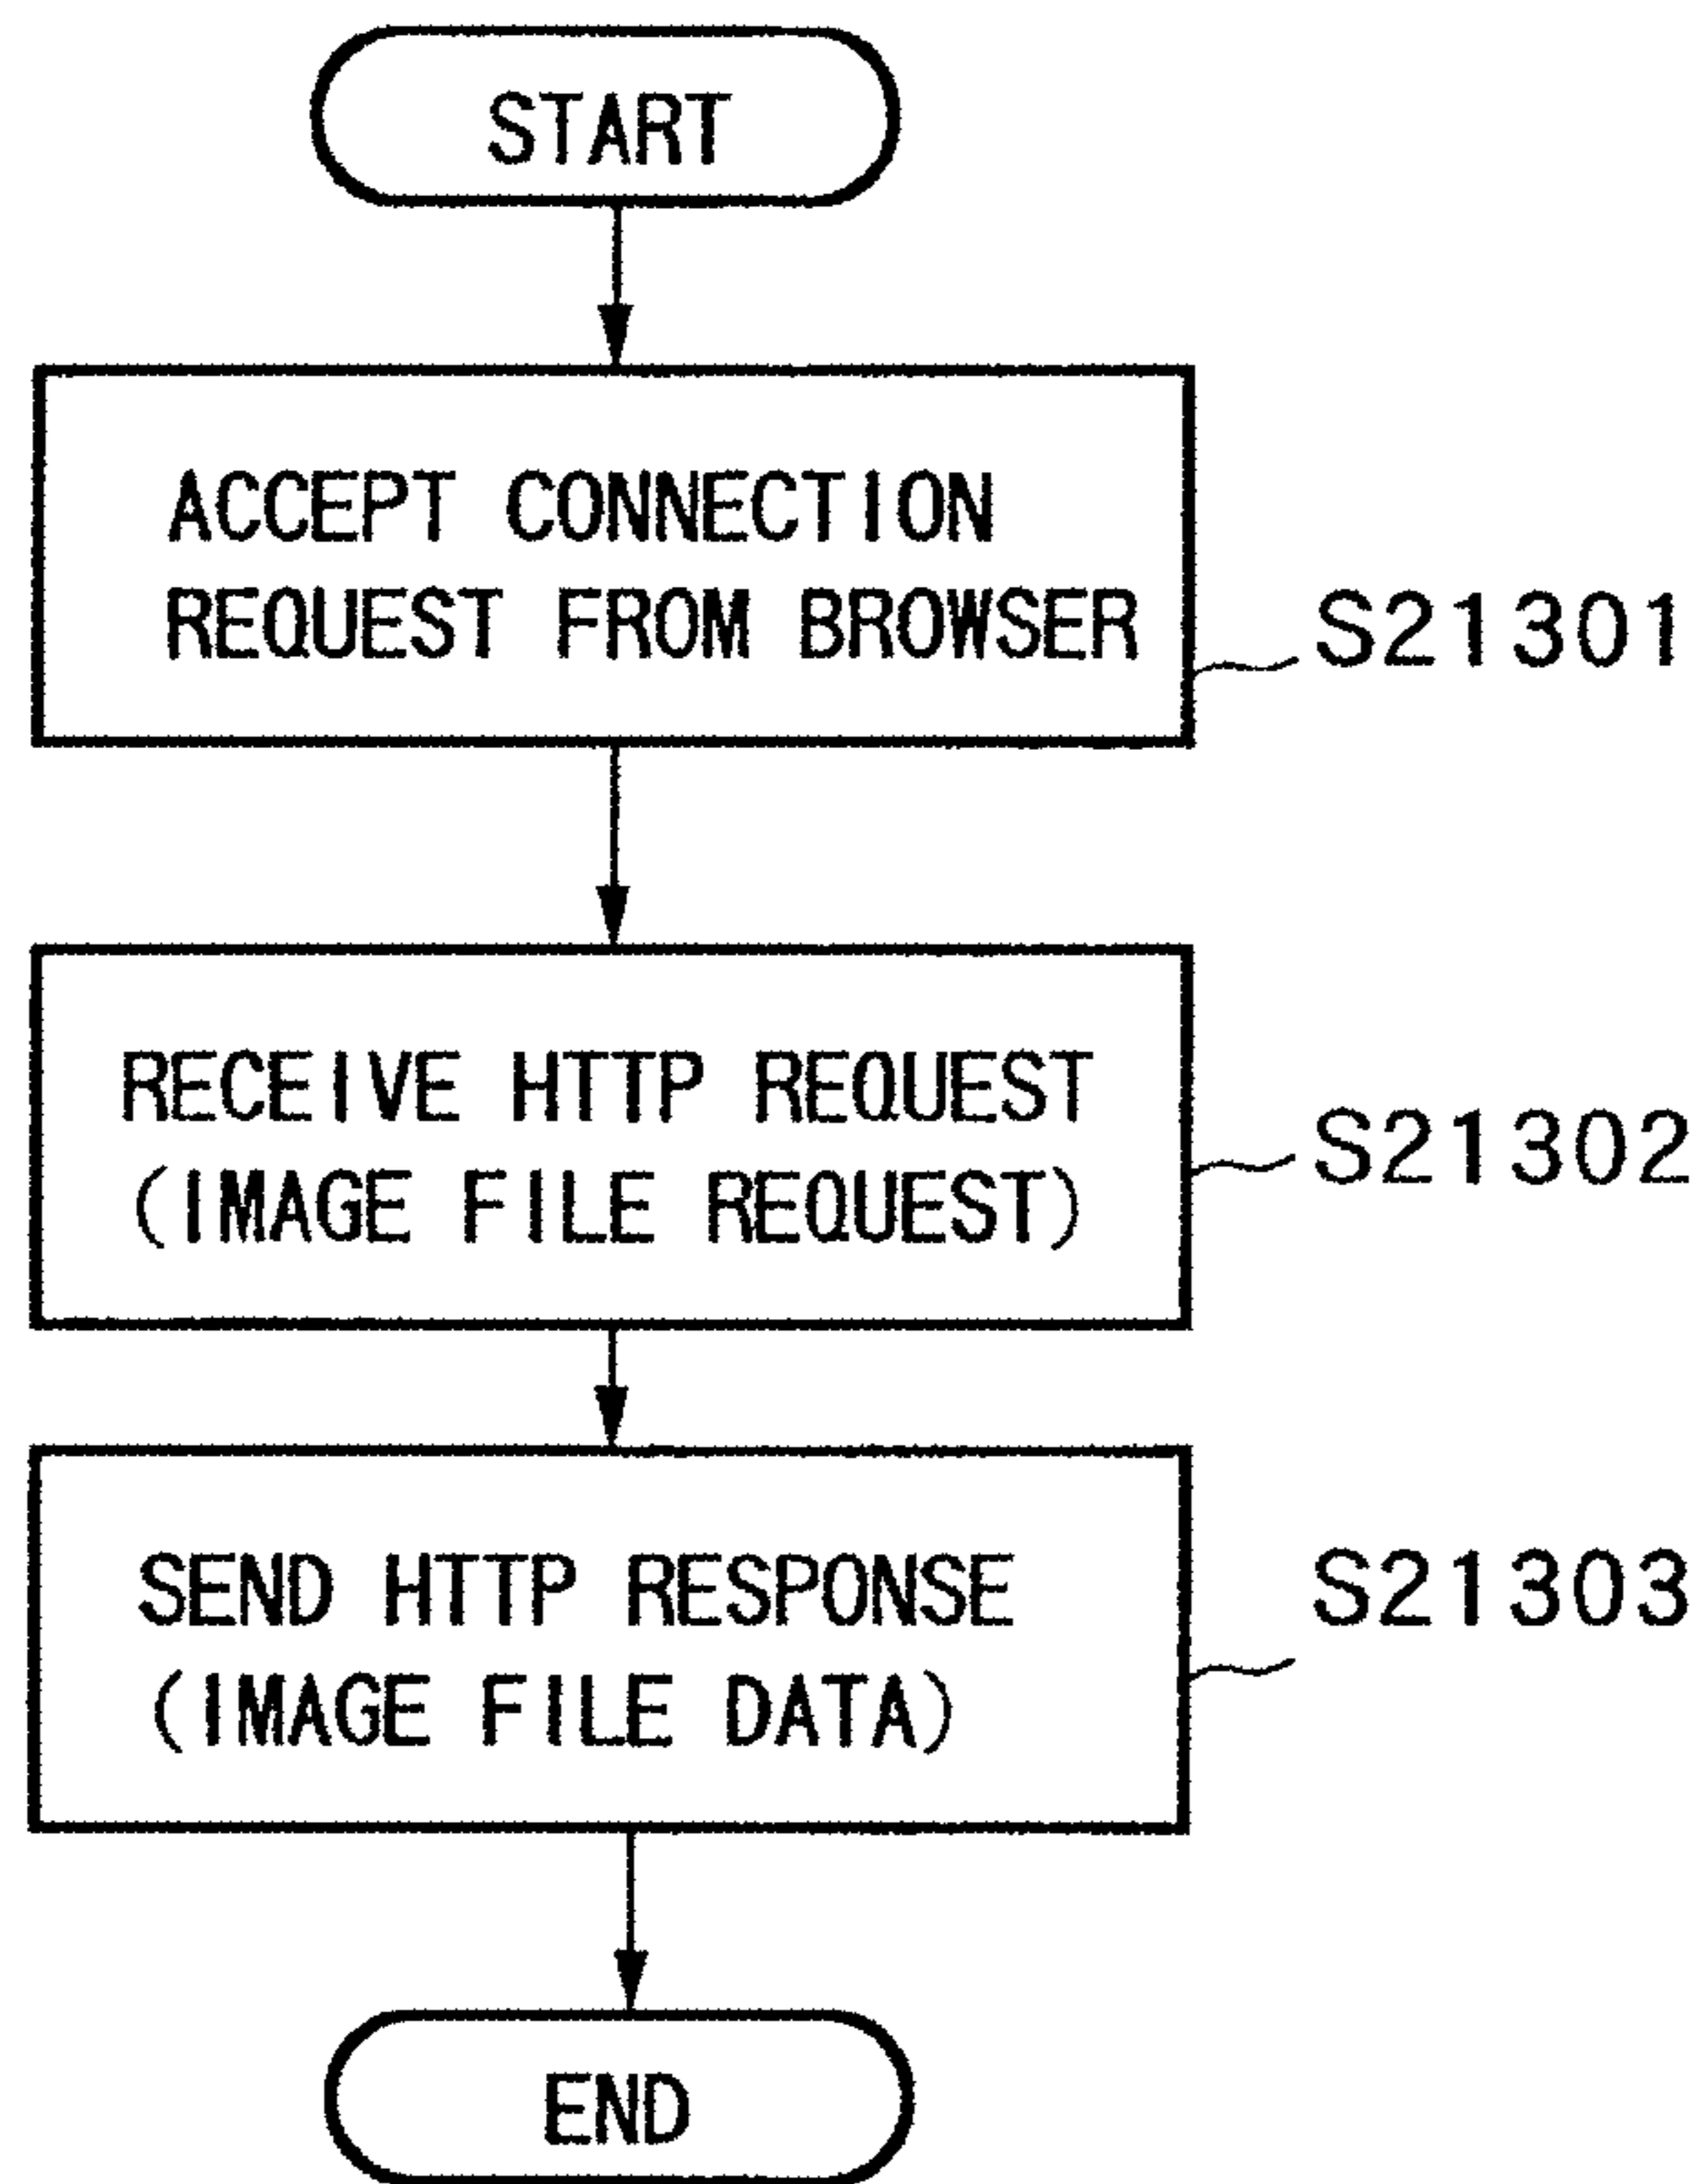 START
ACCEPT CONNECTION
REQUEST FROM BROWSER
S21301
RECEIVE HTTP REQUEST
(IMAGE FILE REQUEST)
S21302
SEND HTTP RESPONSE
(IMAGE FILE DATA)
S21303
END